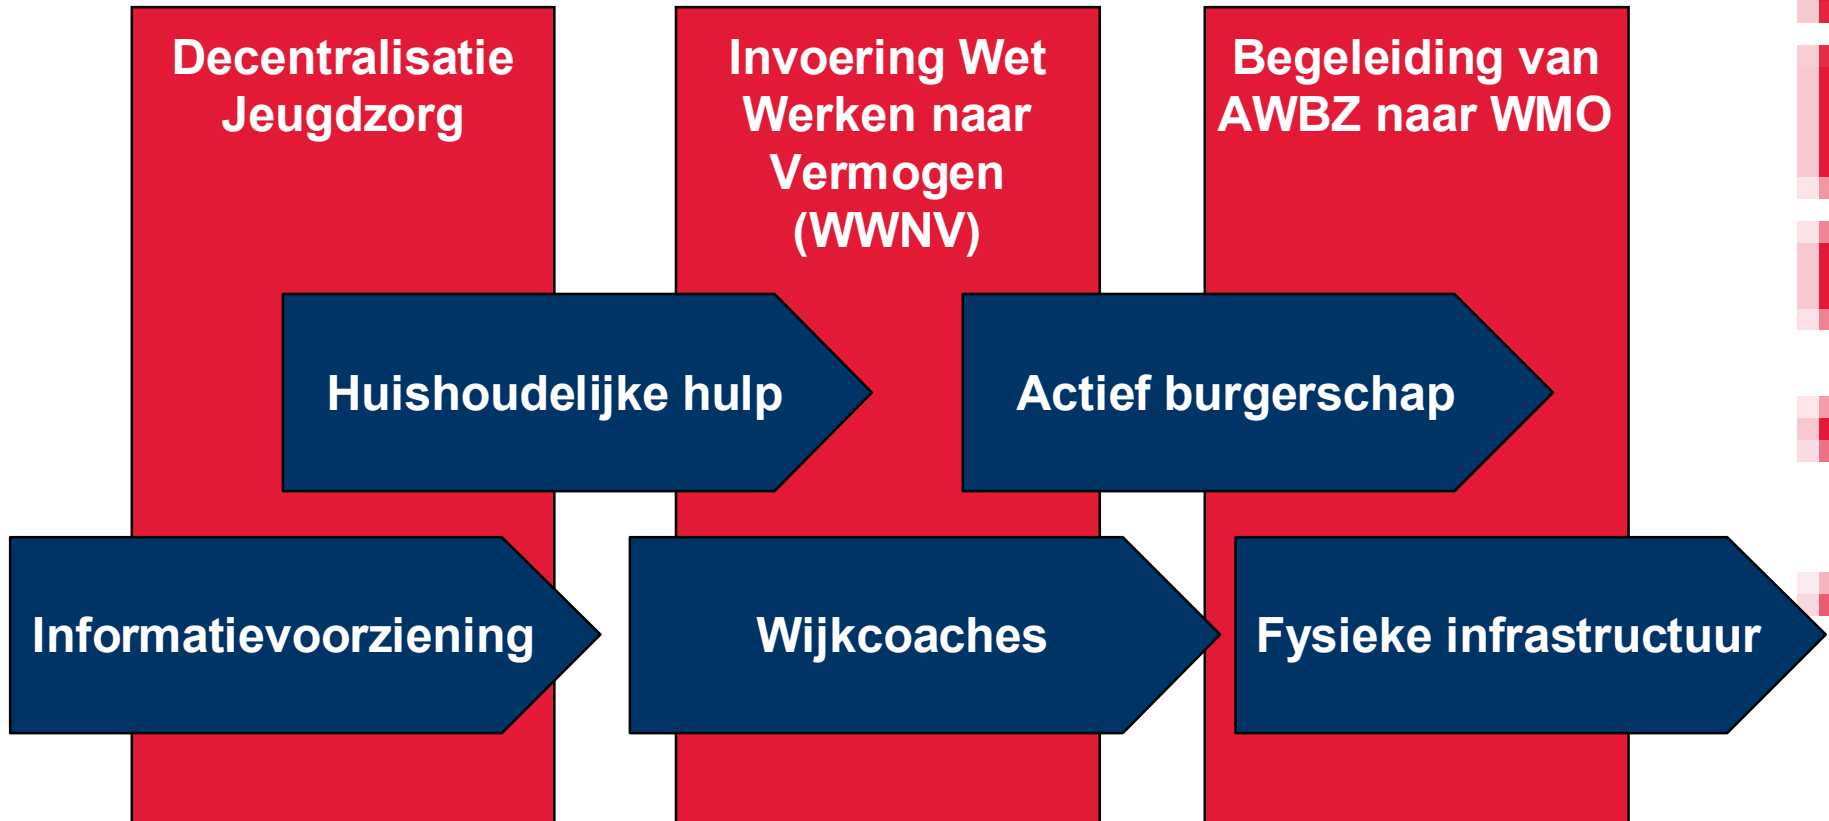 Decentralisatie
Jeugdzorg
Invoering Wet
Werken naar
Vermogen
(WWNV)
Begeleiding van
AWBZ naar WMO
Huishoudelijke hulp
Actief burgerschap
Informatievoorziening
Wijkcoaches
Fysieke infrastructuur